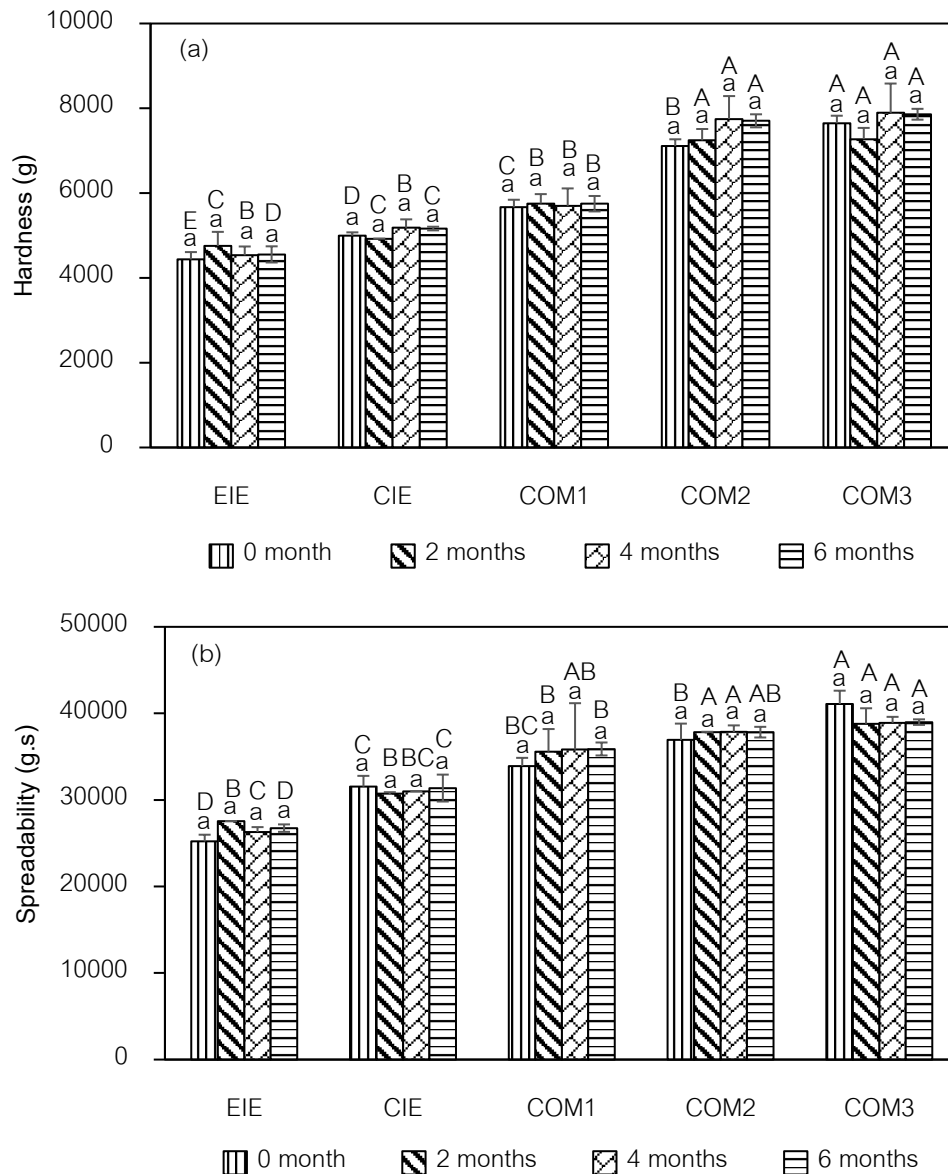 (a)
Hardness (g)
10000
8000
6000
4000
2000
0
E
a
C
a
B
a
D
a
D
a
C
a
B
a
C
a
C
a
B
a
B
a
B
a
B
a
A
a
A
a
A
a
A
a
A
a
A
a
A
a
EIE CIE COM1 COM2 COM3
0 month 2 months 4 months 6 months
(b)
Spreadability (g.s)
50000
40000
30000
20000
10000
0
D
a
B
a
C
a
D
a
C
a
B
a
BC
a
C
a
BC
a
B
a
AB
a
B
a
B
a
A
a
A
a
AB
a
A
a
A
a
A
a
A
a
EIE CIE COM1 COM2 COM3
0 month 2 months 4 months 6 months